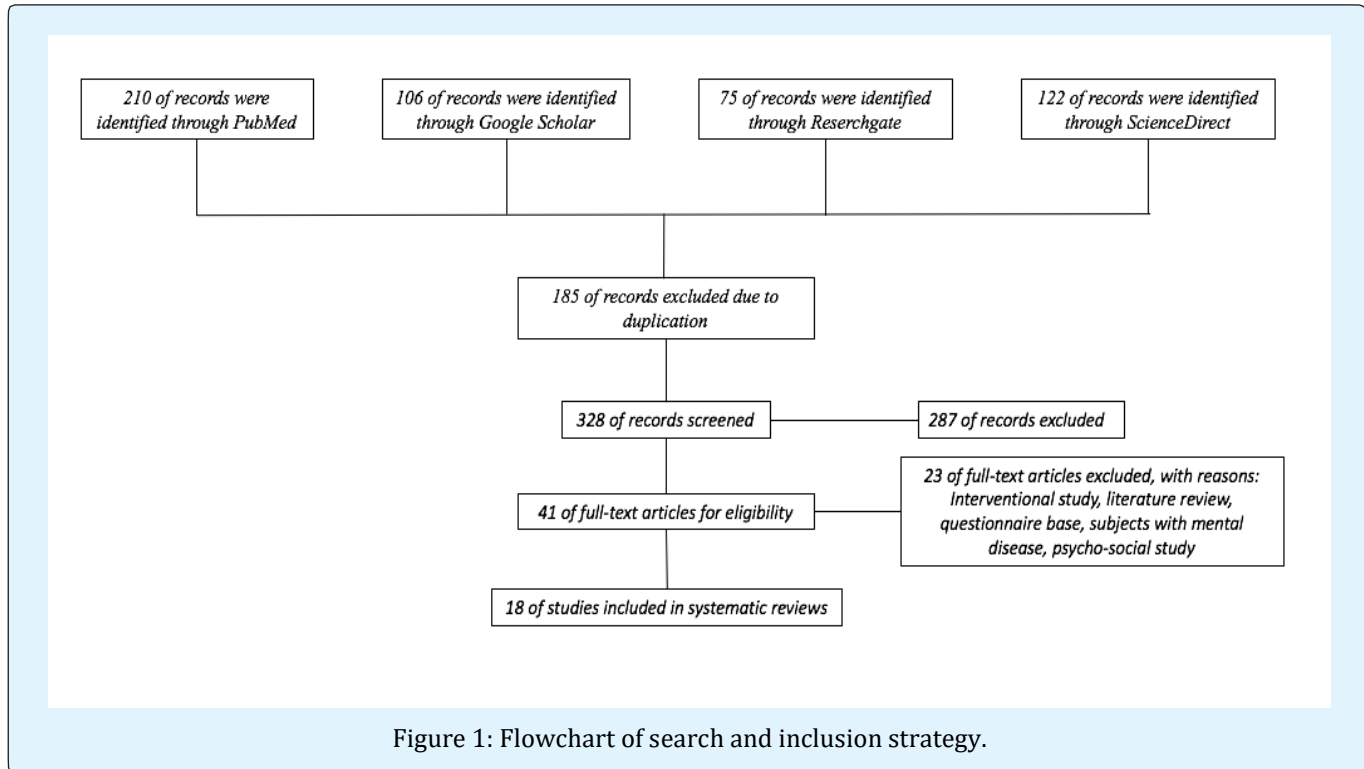 210 of records were
identified through PubMed
106 of records were identified
through Google Scholar
75 of records were identified
through Reserchgate
122 of records were identified
through ScienceDirect
185 of records excluded due to
duplication
328 of records screened
287 of records excluded
41 of full-text articles for eligibility
23 of full-text articles excluded, with reasons:
Interventional study, literature review,
questionnaire base, subjects with mental
disease, psycho-social study
18 of studies included in systematic reviews
Figure 1: Flowchart of search and inclusion strategy.